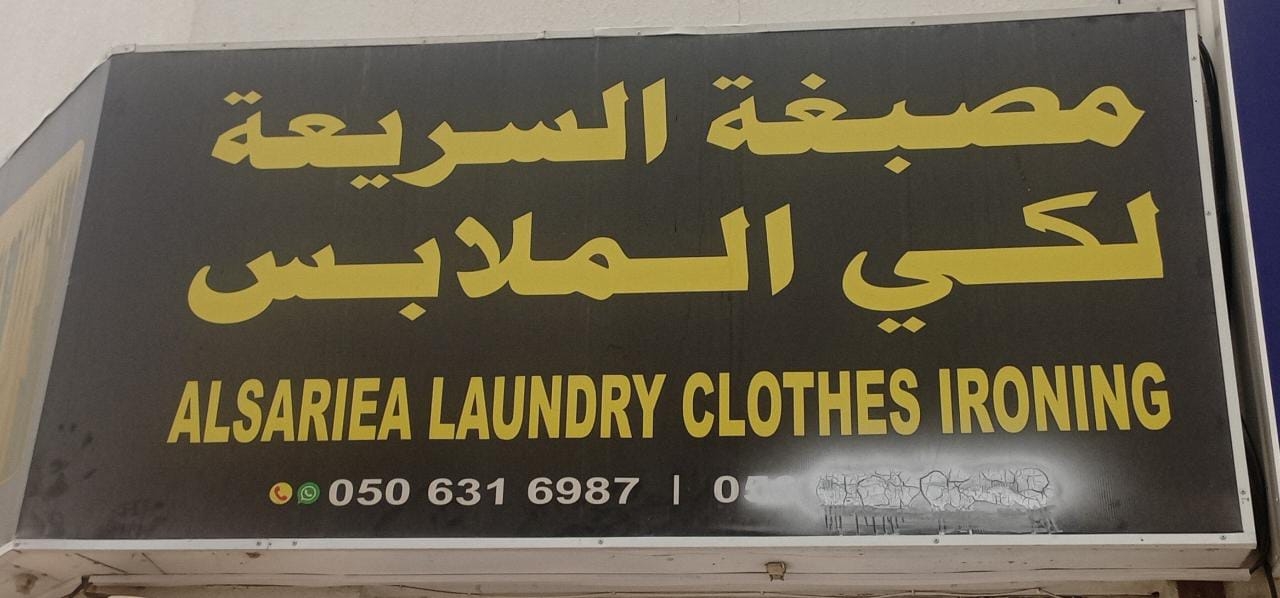 مصبغة السريعة
لكي الملابس
ALSARIEA LAUNDRY CLOTHES IRONING
050 631 6987 |